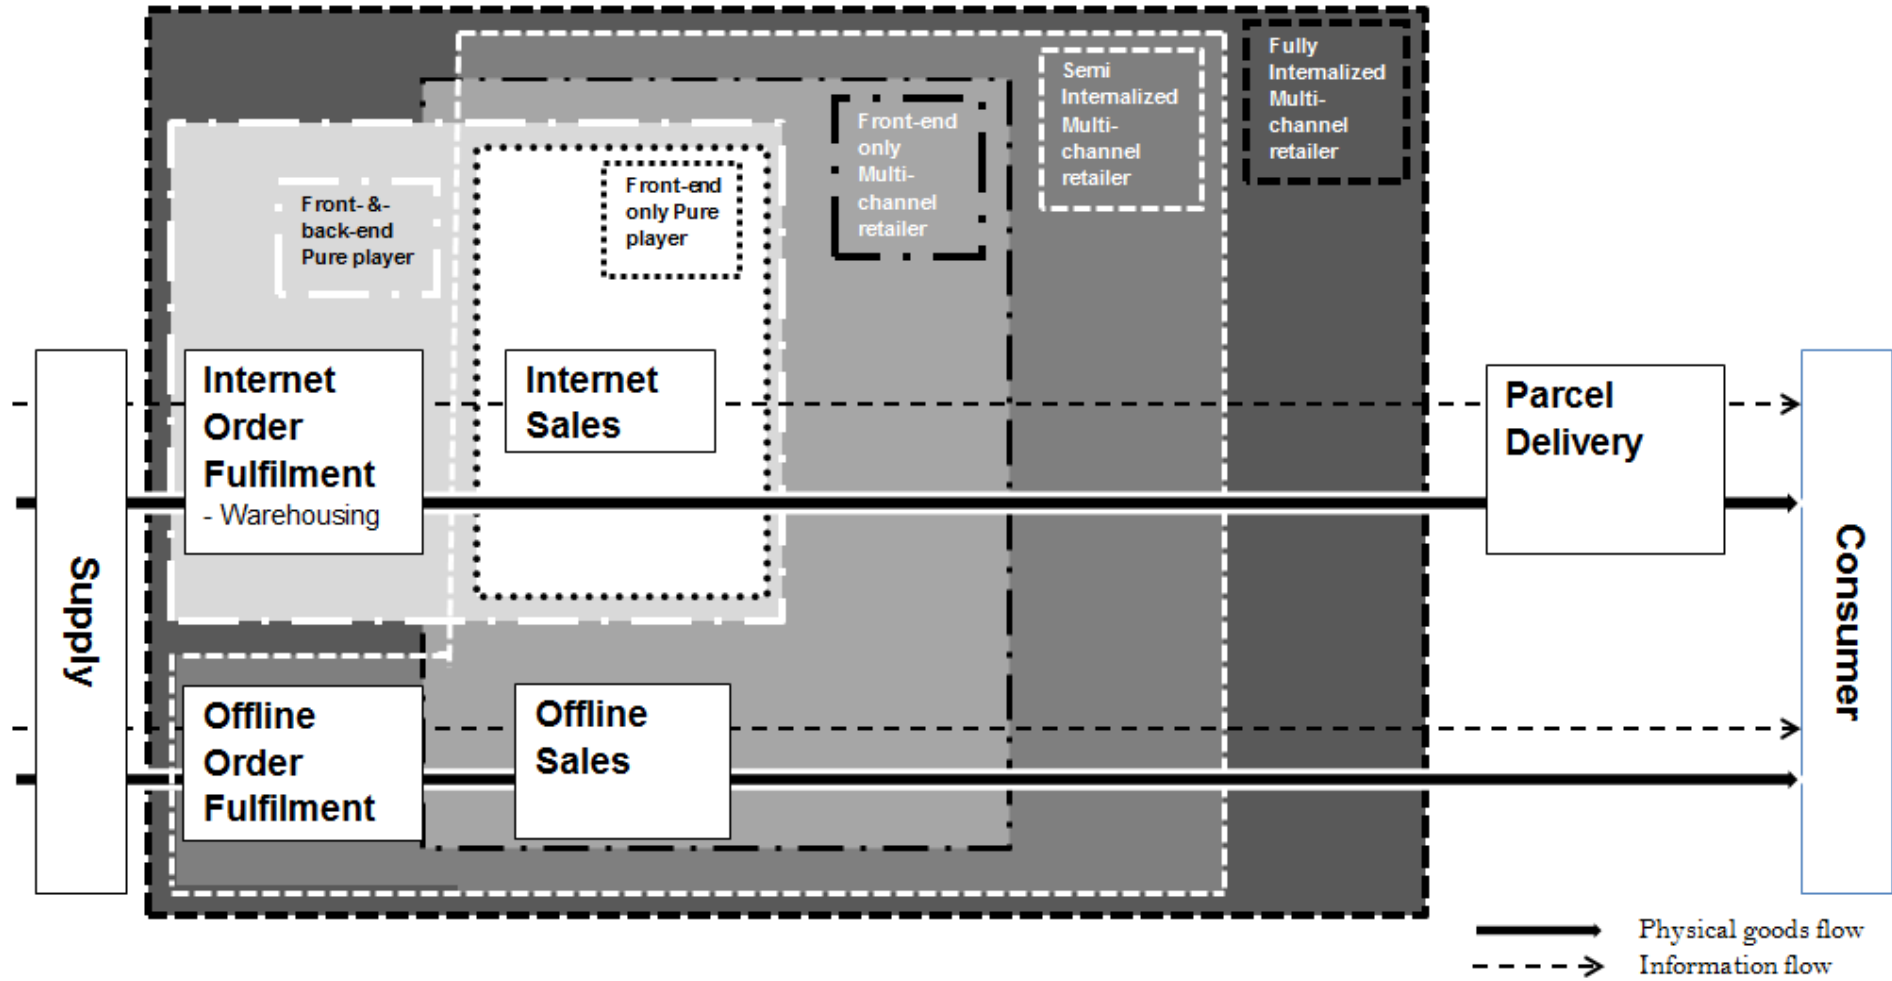 Fully
Internalized
Multi-
channel
retailer
Semi
Internalized
Multi-
channel
retailer
Front-end
only
Multi-
channel
retailer
Front-end
only Pure
player
Front- &-
back-end
Pure player
Supply
Internet
Order
Fulfilment
- Warehousing
Internet
Sales
Parcel
Delivery
Consumer
Offline
Order
Fulfilment
Offline
Sales
Physical goods flow
Information flow